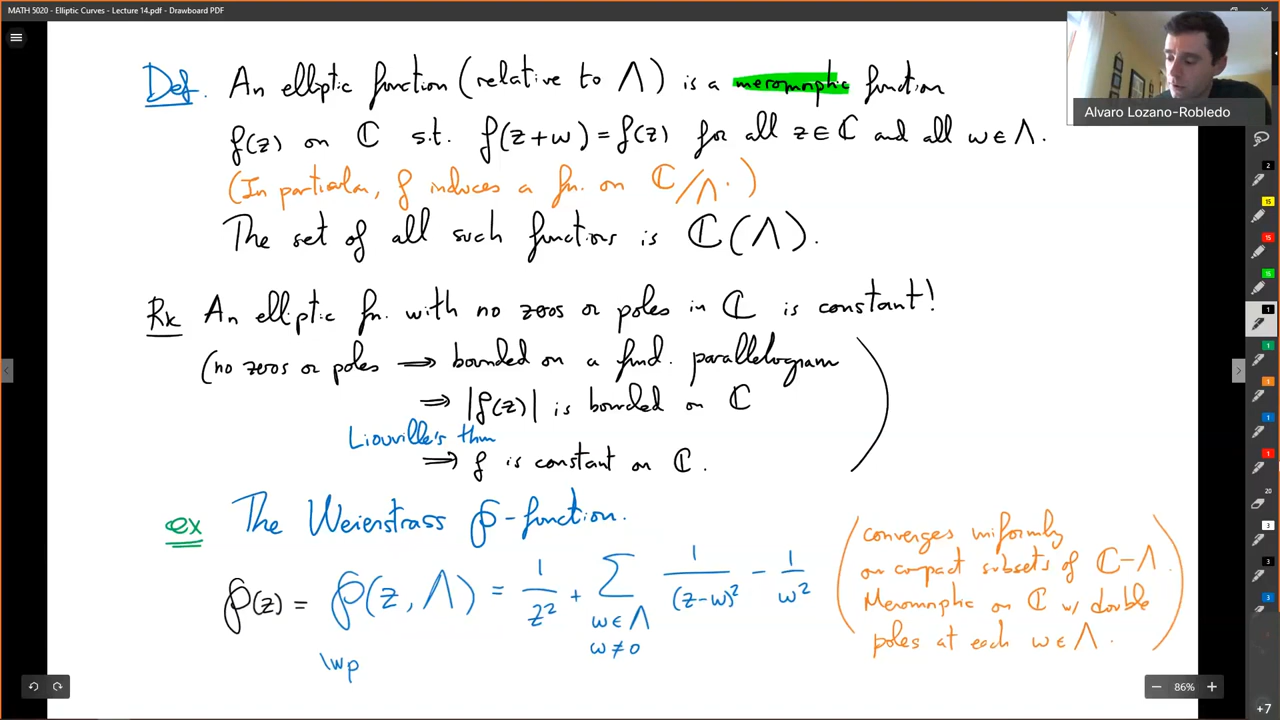 MATH 5020 - Elliptic Curves - Lecture 14.pdf - Drawboard PDF
Alvaro Lozano-Robledo
Def. An elliptic function (relative to Λ) is a meromorphic function
f(z) on ℂ s.t. f(z+w) = f(z) for all z ∈ ℂ and all w ∈ Λ.
(In particular, f induces a fn. on ℂ/Λ.)
The set of all such functions is ℂ(Λ).
Rk An elliptic fn. with no zeros or poles in ℂ is constant!
(no zeros or poles ⟹ bounded on a fund. parallelogram
⟹ |f(z)| is bounded on ℂ
Liouville's thm
⟹ f is constant on ℂ. )
ex The Weierstrass ℘-function.
℘(z) = ℘(z, Λ) = 1/z² + Σ 1/(z-w)² - 1/w²
w ∈ Λ
w ≠ 0
(converges uniformly
on compact subsets of ℂ-Λ.
Meromorphic on ℂ w/ double
poles at each w ∈ Λ.)
\wp
86%
+7